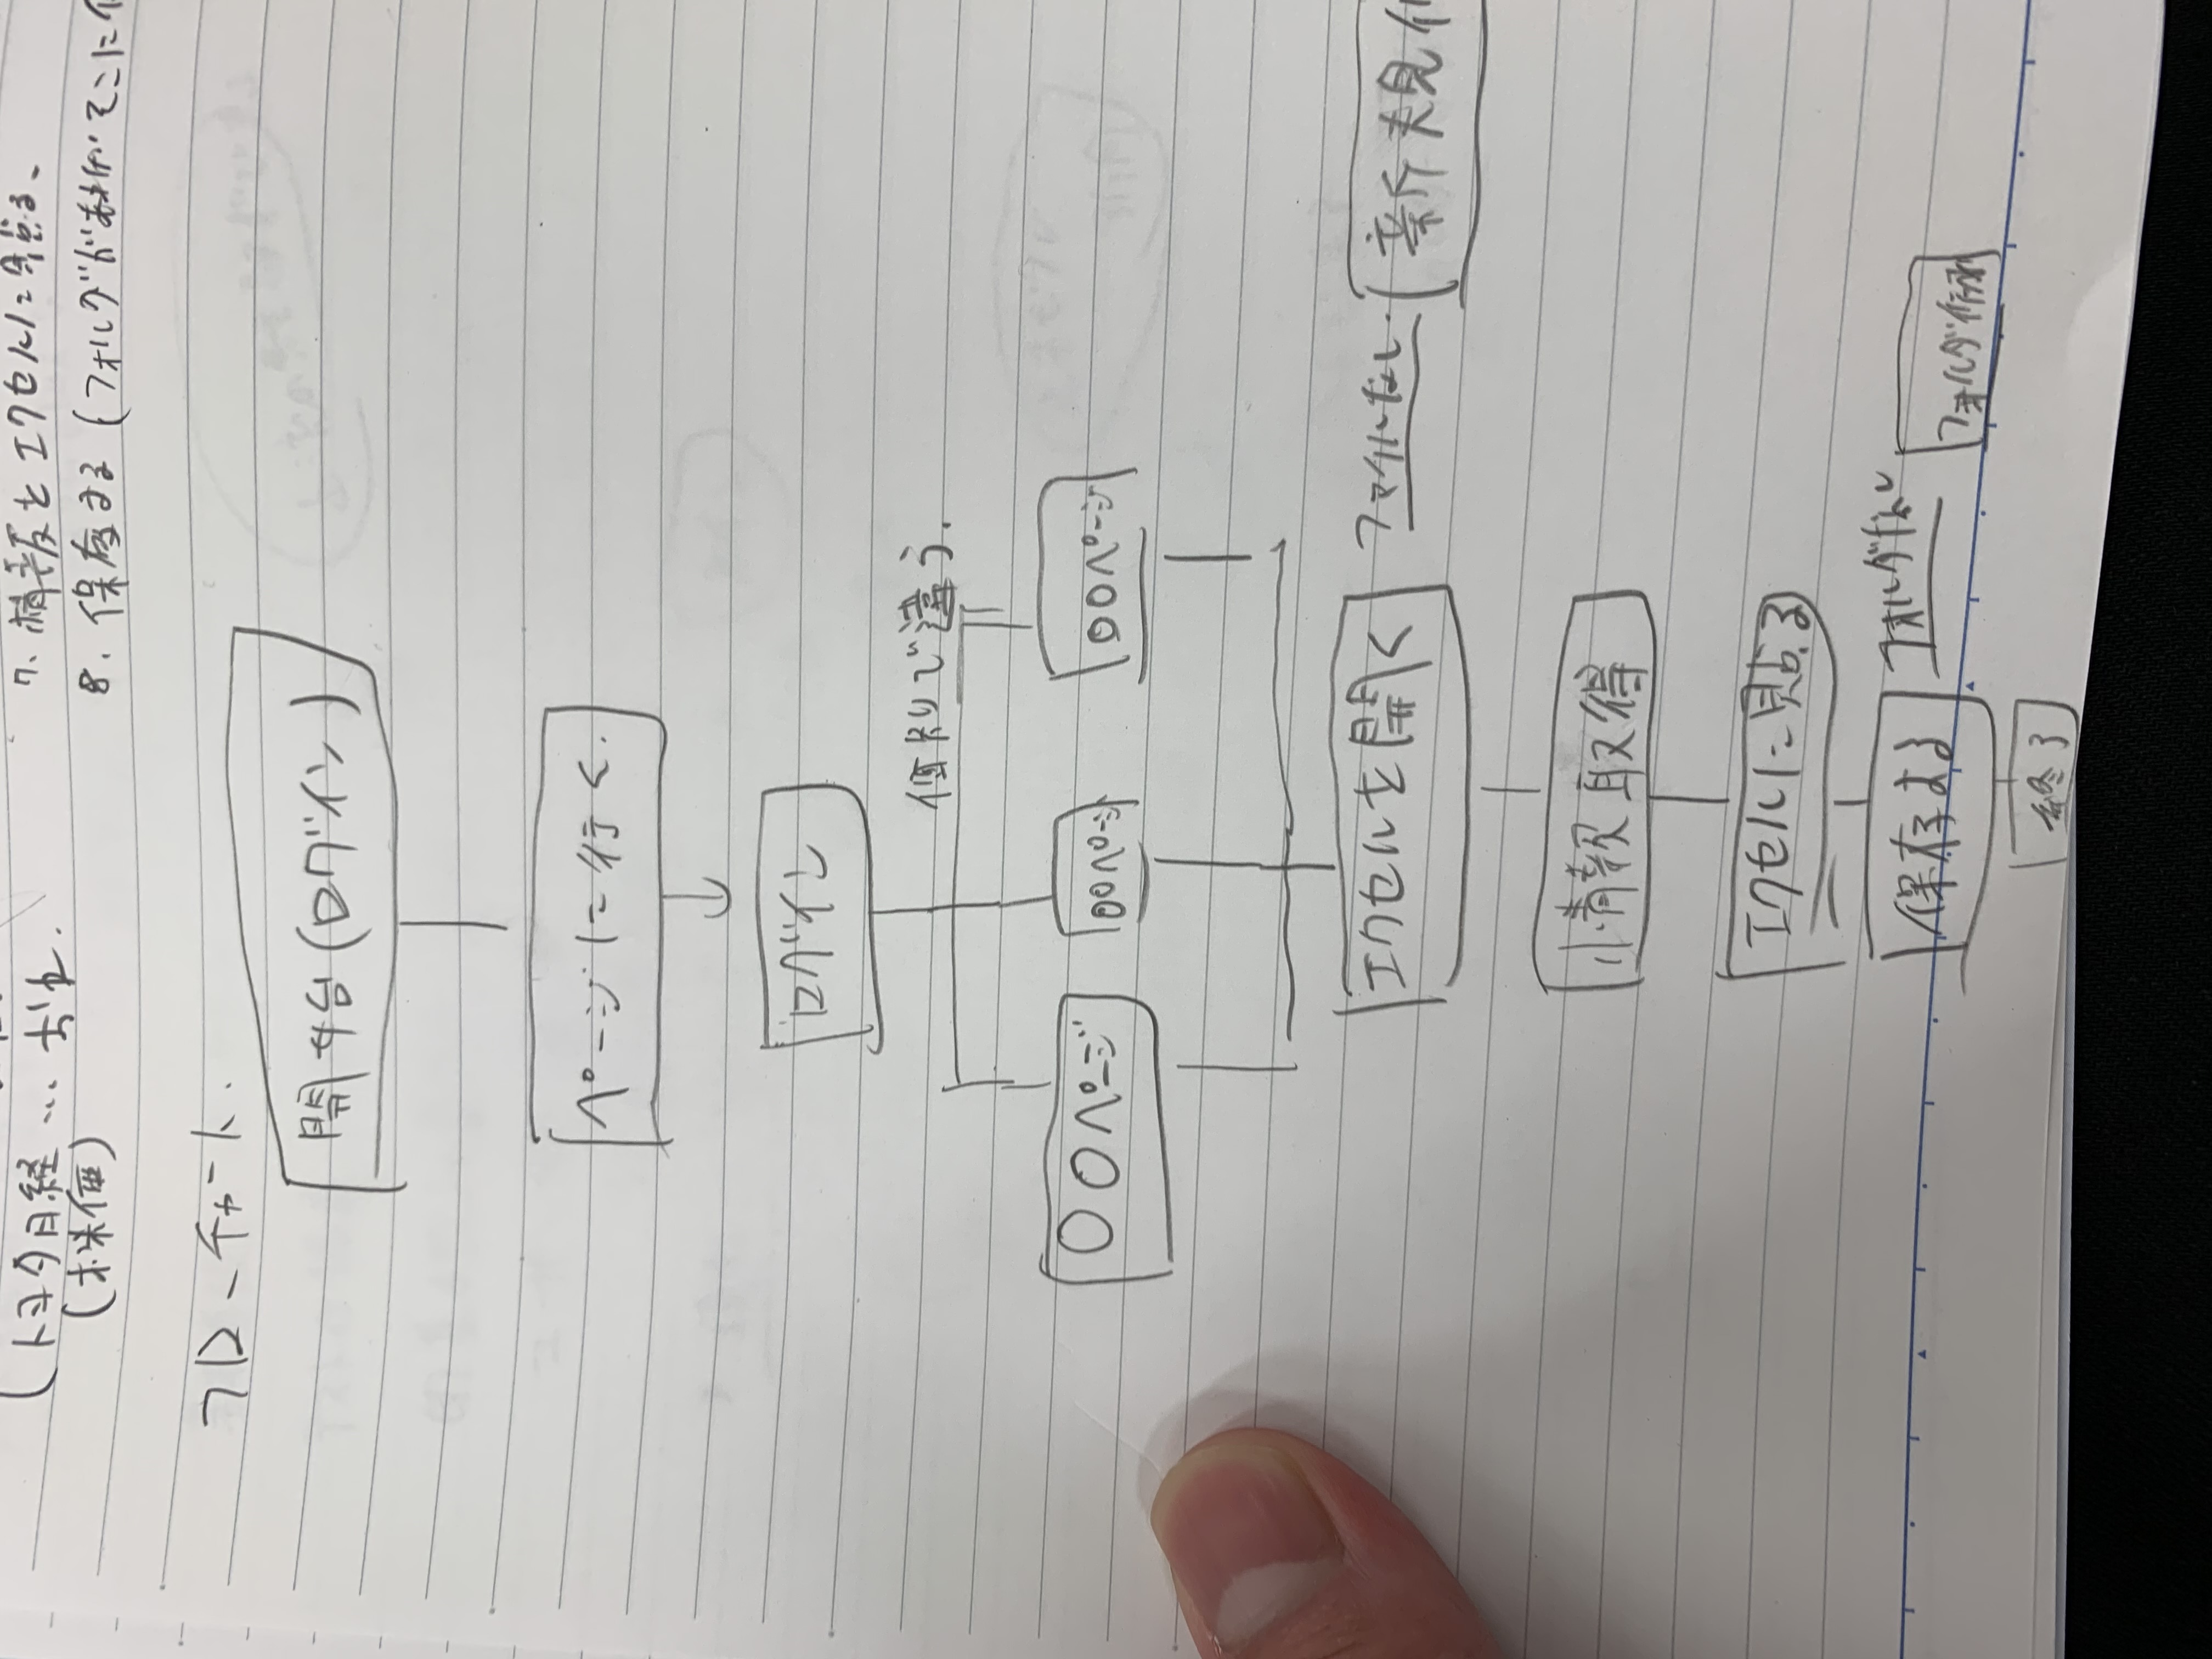 トヨタ日経…
(株価)
7. 情報をエクセルに貼る、
8. 保存する(フォルダがあればそこに
フローチャート.
開始(ログイン)
ページに行く.
ログイン
個別で違う.
○○ページ
○○ページ
○○ページ
エクセルを開く
ファイルなし.
新規作
情報取得
エクセルに貼る
保存する
フォルダなし
フォルダ作成
終了